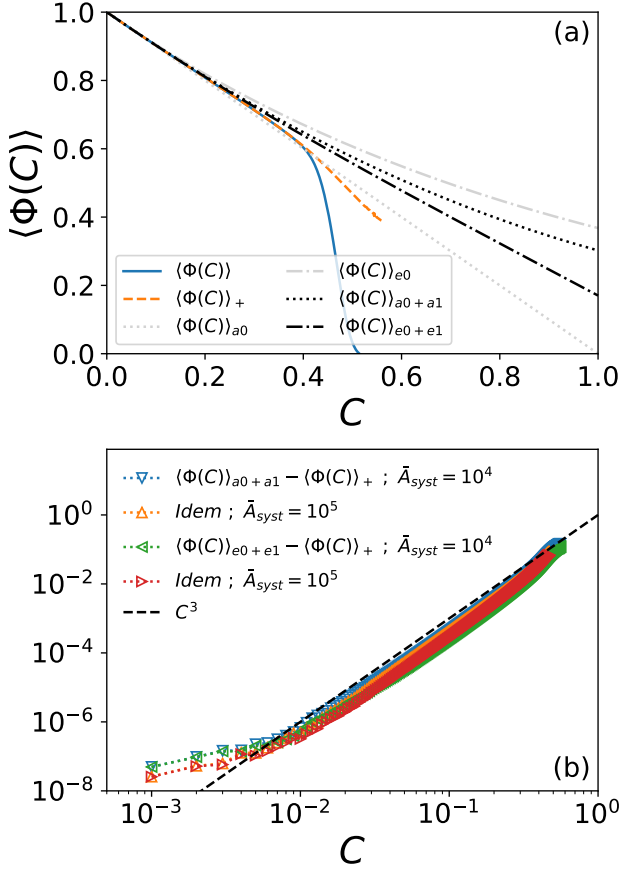 (a)
⟨Φ(C)⟩
1.0
0.8
0.6
0.4
0.2
0.0
⟨Φ(C)⟩
⟨Φ(C)⟩₊
⟨Φ(C)⟩a0
⟨Φ(C)⟩e0
⟨Φ(C)⟩a0+a1
⟨Φ(C)⟩e0+e1
0.0 0.2 0.4 0.6 0.8 1.0
C
⟨Φ(C)⟩a0+a1 − ⟨Φ(C)⟩₊ ; Āsyst = 10⁴
Idem ; Āsyst = 10⁵
⟨Φ(C)⟩e0+e1 − ⟨Φ(C)⟩₊ ; Āsyst = 10⁴
Idem ; Āsyst = 10⁵
C³
10⁰
10⁻²
10⁻⁴
10⁻⁶
10⁻⁸
(b)
10⁻³ 10⁻² 10⁻¹ 10⁰
C